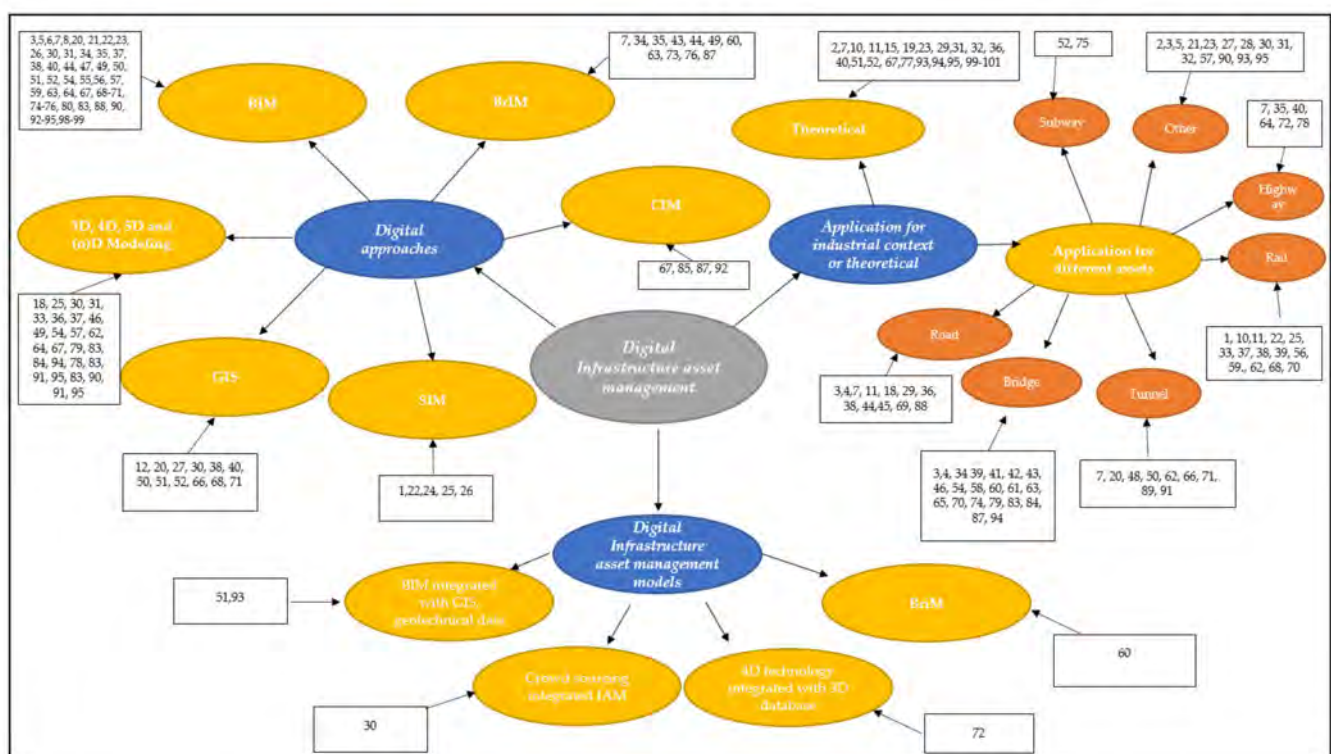 3,5,6,7,8,20, 21,22,23,
26, 30, 31, 34, 35, 37,
38, 40, 44, 47, 49, 50,
51, 52, 54, 55,56, 57,
59, 63, 64, 67, 68-71,
74-76, 80, 83, 88, 90,
92-95,98-99
BIM
7, 34, 35, 43, 44, 49, 60,
63, 73, 76, 87
BrIM
2,7,10, 11,15, 19,23, 29,31, 32, 36,
40,51,52, 67,77,93,94,95, 99-101
Theoretical
52, 75
Subway
2,3,5, 21,23, 27, 28, 30, 31,
32, 57, 90, 93, 95
Other
7, 35, 40,
64, 72, 78
Highw
ay
3D, 4D, 5D and
(n)D Modeling
Digital
approaches
CIM
67, 85, 87, 92
Application for
industrial context
or theoretical
Application for
different assets
Rail
18, 25, 30, 31,
33, 36, 37, 46,
49, 54, 57, 62,
64, 67, 79, 83,
84, 94, 78, 83,
91, 95, 83, 90,
91, 95
GIS
SIM
Digital
Infrastructure asset
management
Road
Bridge
Tunnel
1, 10,11, 22, 25,
33, 37, 38, 39, 56,
59., 62, 68, 70
3,4,7, 11, 18, 29, 36,
38, 44,45, 69, 88
12, 20, 27, 30, 38, 40,
50, 51, 52, 66, 68, 71
1,22,24, 25, 26
3,4, 34 39, 41, 42, 43,
46, 54, 58, 60, 61, 63,
65, 70, 74, 79, 83, 84,
87, 94
7, 20, 48, 50, 62, 66, 71,
89, 91
Digital
Infrastructure
asset management
models
51,93
BIM integrated
with GIS,
geotechnical data
BrIM
60
Crowd sourcing
integrated IAM
4D technology
integrated with 3D
database
30
72